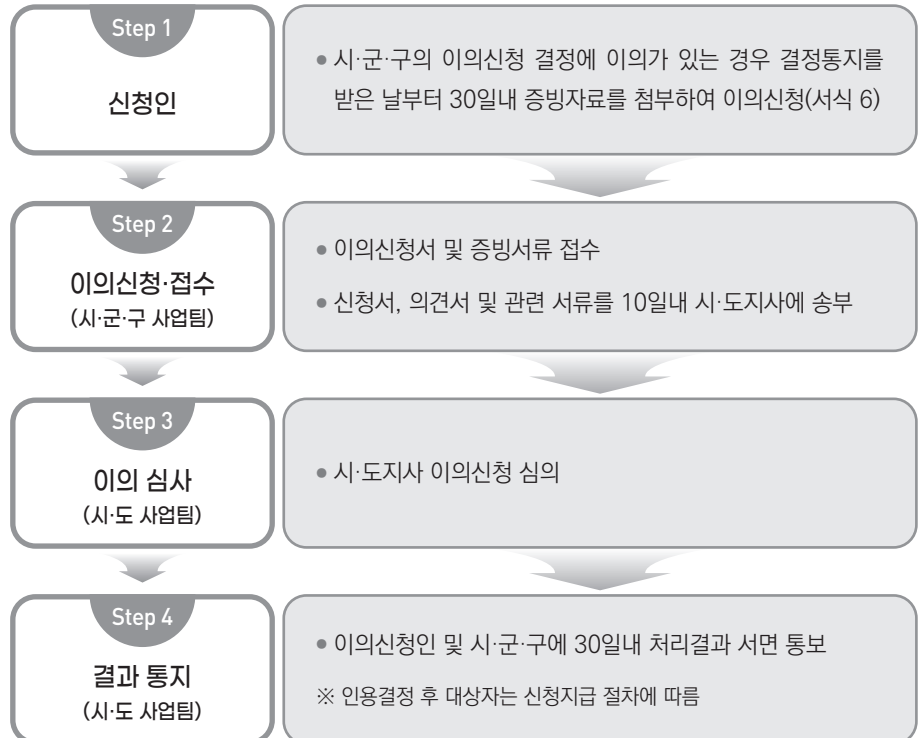 Step 1
신청인
● 시·군·구의 이의신청 결정에 이의가 있는 경우 결정통지를
받은 날부터 30일내 증빙자료를 첨부하여 이의신청(서식 6)
Step 2
이의신청·접수
(시·군·구 사업팀)
● 이의신청서 및 증빙서류 접수
● 신청서, 의견서 및 관련 서류를 10일내 시·도지사에 송부
Step 3
이의 심사
(시·도 사업팀)
● 시·도지사 이의신청 심의
Step 4
결과 통지
(시·도 사업팀)
● 이의신청인 및 시·군·구에 30일내 처리결과 서면 통보
※ 인용결정 후 대상자는 신청지급 절차에 따름